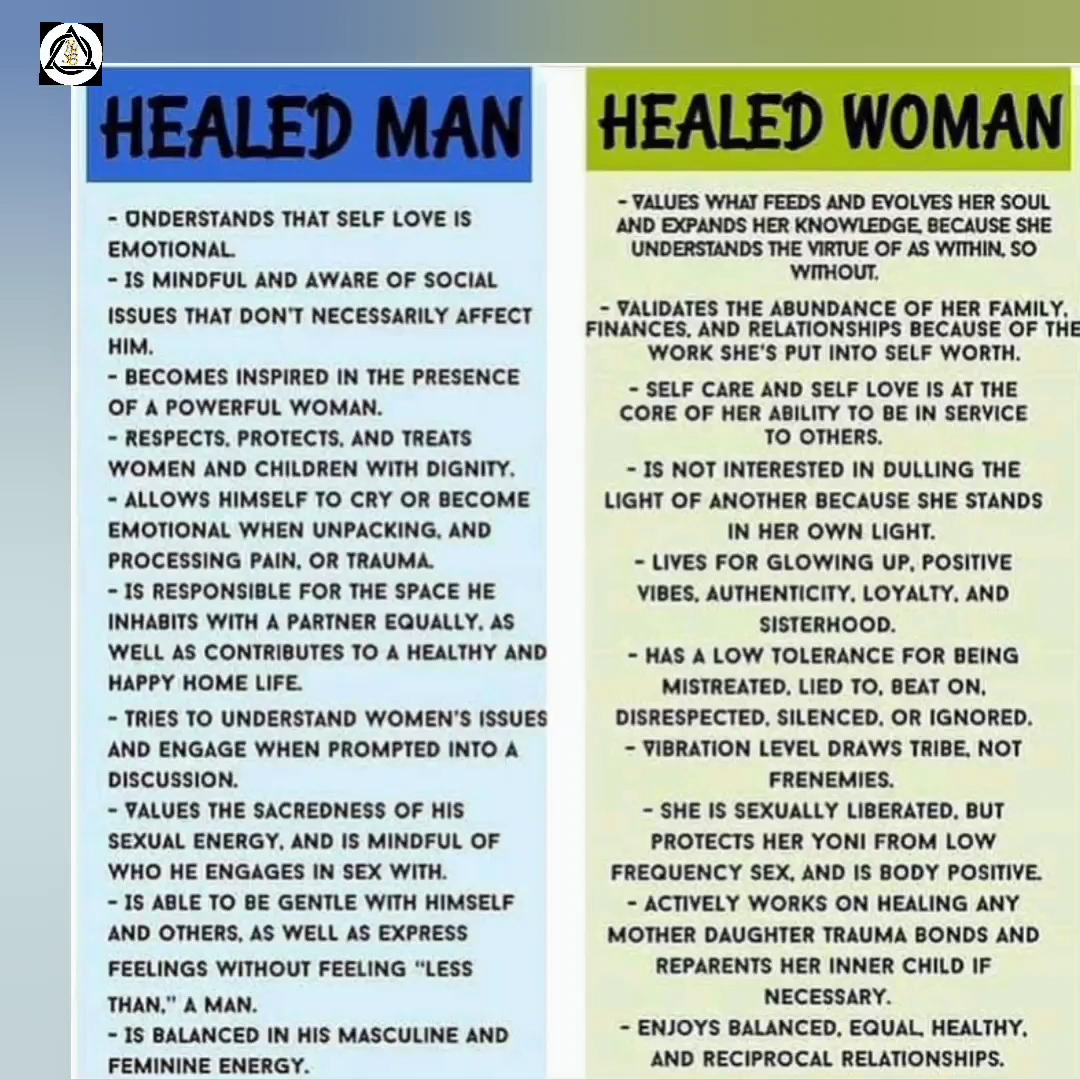 HEALED MAN
- UNDERSTANDS THAT SELF LOVE IS
EMOTIONAL.
- IS MINDFUL AND AWARE OF SOCIAL
ISSUES THAT DON'T NECESSARILY AFFECT
HIM.
- BECOMES INSPIRED IN THE PRESENCE
OF A POWERFUL WOMAN.
- RESPECTS, PROTECTS, AND TREATS
WOMEN AND CHILDREN WITH DIGNITY.
- ALLOWS HIMSELF TO CRY OR BECOME
EMOTIONAL WHEN UNPACKING, AND
PROCESSING PAIN, OR TRAUMA.
- IS RESPONSIBLE FOR THE SPACE HE
INHABITS WITH A PARTNER EQUALLY, AS
WELL AS CONTRIBUTES TO A HEALTHY AND
HAPPY HOME LIFE.
- TRIES TO UNDERSTAND WOMEN'S ISSUES
AND ENGAGE WHEN PROMPTED INTO A
DISCUSSION.
- VALUES THE SACREDNESS OF HIS
SEXUAL ENERGY, AND IS MINDFUL OF
WHO HE ENGAGES IN SEX WITH.
- IS ABLE TO BE GENTLE WITH HIMSELF
AND OTHERS, AS WELL AS EXPRESS
FEELINGS WITHOUT FEELING "LESS
THAN," A MAN.
- IS BALANCED IN HIS MASCULINE AND
FEMININE ENERGY.
HEALED WOMAN
- VALUES WHAT FEEDS AND EVOLVES HER SOUL
AND EXPANDS HER KNOWLEDGE, BECAUSE SHE
UNDERSTANDS THE VIRTUE OF AS WITHIN, SO
WITHOUT.
- VALIDATES THE ABUNDANCE OF HER FAMILY,
FINANCES, AND RELATIONSHIPS BECAUSE OF THE
WORK SHE'S PUT INTO SELF WORTH.
- SELF CARE AND SELF LOVE IS AT THE
CORE OF HER ABILITY TO BE IN SERVICE
TO OTHERS.
- IS NOT INTERESTED IN DULLING THE
LIGHT OF ANOTHER BECAUSE SHE STANDS
IN HER OWN LIGHT.
- LIVES FOR GLOWING UP, POSITIVE
VIBES, AUTHENTICITY, LOYALTY, AND
SISTERHOOD.
- HAS A LOW TOLERANCE FOR BEING
MISTREATED, LIED TO, BEAT ON,
DISRESPECTED, SILENCED, OR IGNORED.
- VIBRATION LEVEL DRAWS TRIBE, NOT
FRENEMIES.
- SHE IS SEXUALLY LIBERATED, BUT
PROTECTS HER YONI FROM LOW
FREQUENCY SEX, AND IS BODY POSITIVE.
- ACTIVELY WORKS ON HEALING ANY
MOTHER DAUGHTER TRAUMA BONDS AND
REPARENTS HER INNER CHILD IF
NECESSARY.
- ENJOYS BALANCED, EQUAL, HEALTHY,
AND RECIPROCAL RELATIONSHIPS.